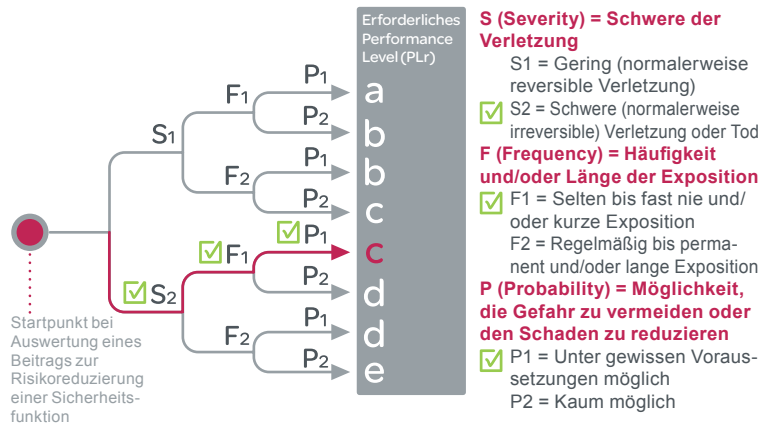 Erforderliches
Performance
Level (PLr)
S1
F1
P1
a
P2
b
F2
P1
b
P2
c
S2
F1
P1
c
P2
d
F2
P1
d
P2
e
Startpunkt bei
Auswertung eines
Beitrags zur
Risikoreduzierung
einer Sicherheits-
funktion
S (Severity) = Schwere der
Verletzung
S1 = Gering (normalerweise
reversible Verletzung)
S2 = Schwere (normalerweise
irreversible) Verletzung oder Tod
F (Frequency) = Häufigkeit
und/oder Länge der Exposition
F1 = Selten bis fast nie und/
oder kurze Exposition
F2 = Regelmäßig bis perma-
nent und/oder lange Exposition
P (Probability) = Möglichkeit,
die Gefahr zu vermeiden oder
den Schaden zu reduzieren
P1 = Unter gewissen Voraus-
setzungen möglich
P2 = Kaum möglich